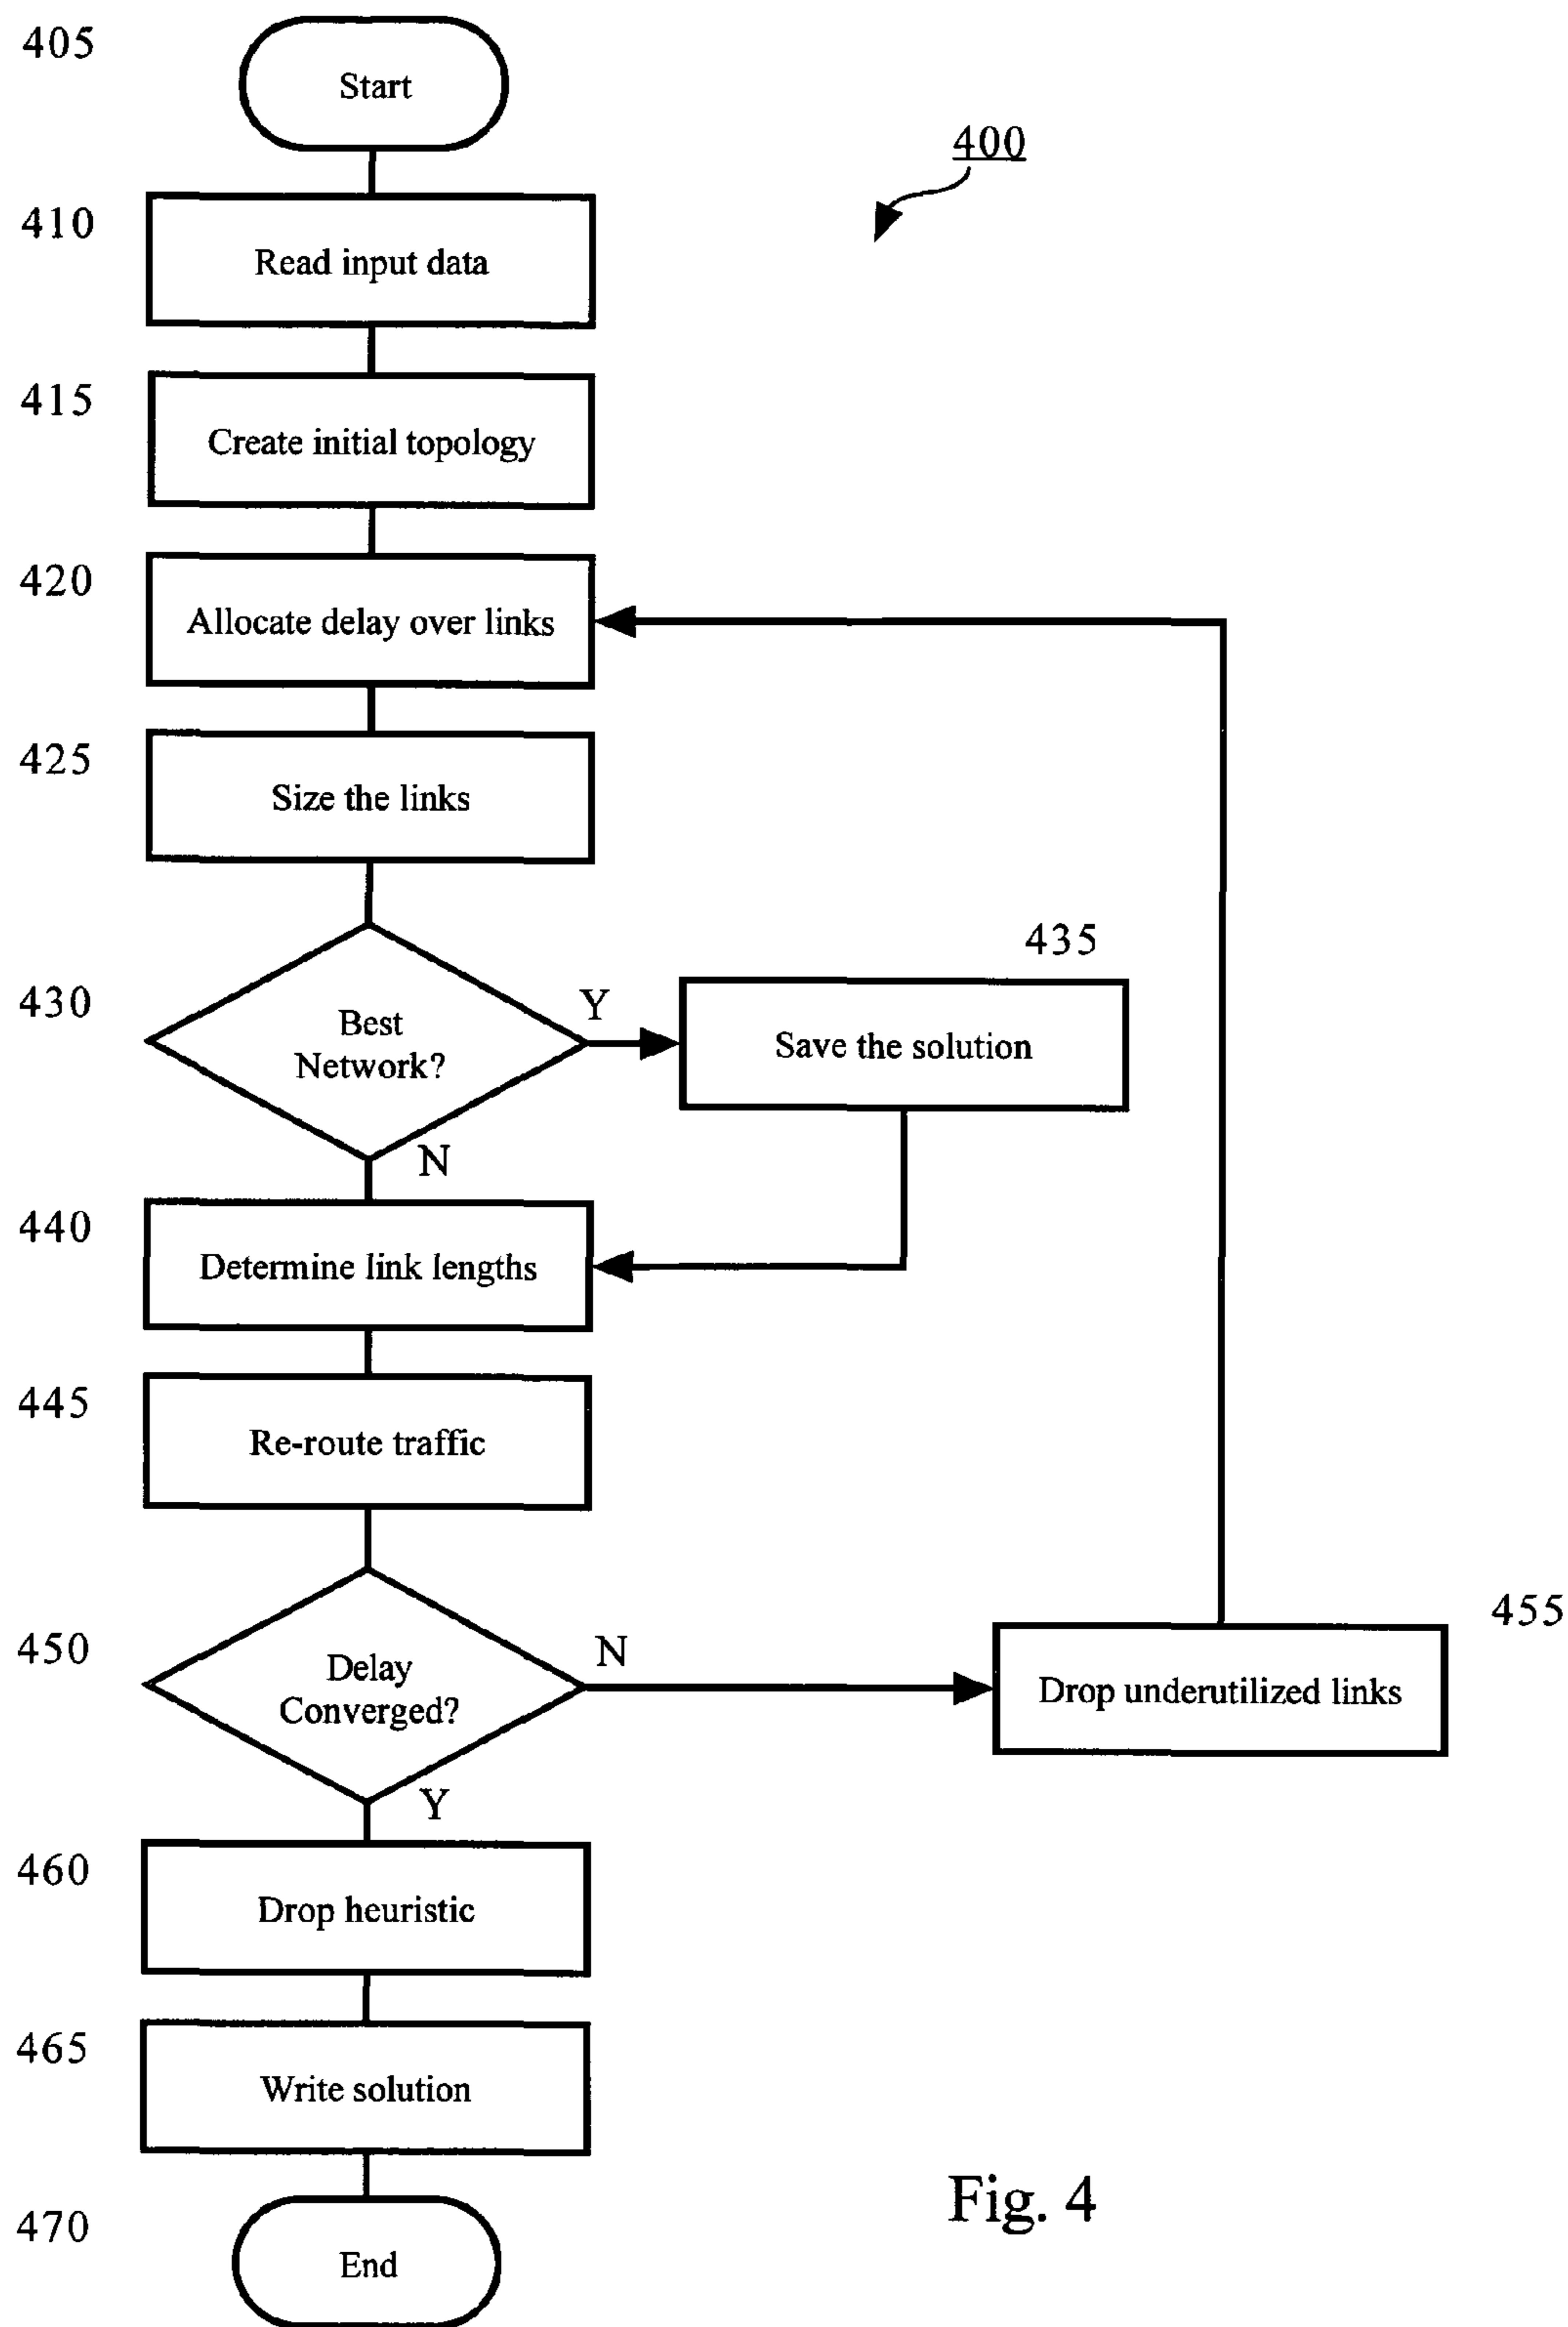 405
Start
400
410
Read input data
415
Create initial topology
420
Allocate delay over links
425
Size the links
435
430
Best
Network?
Y
Save the solution
N
440
Determine link lengths
445
Re-route traffic
450
Delay
Converged?
N
455
Drop underutilized links
Y
460
Drop heuristic
465
Write solution
470
End
Fig. 4